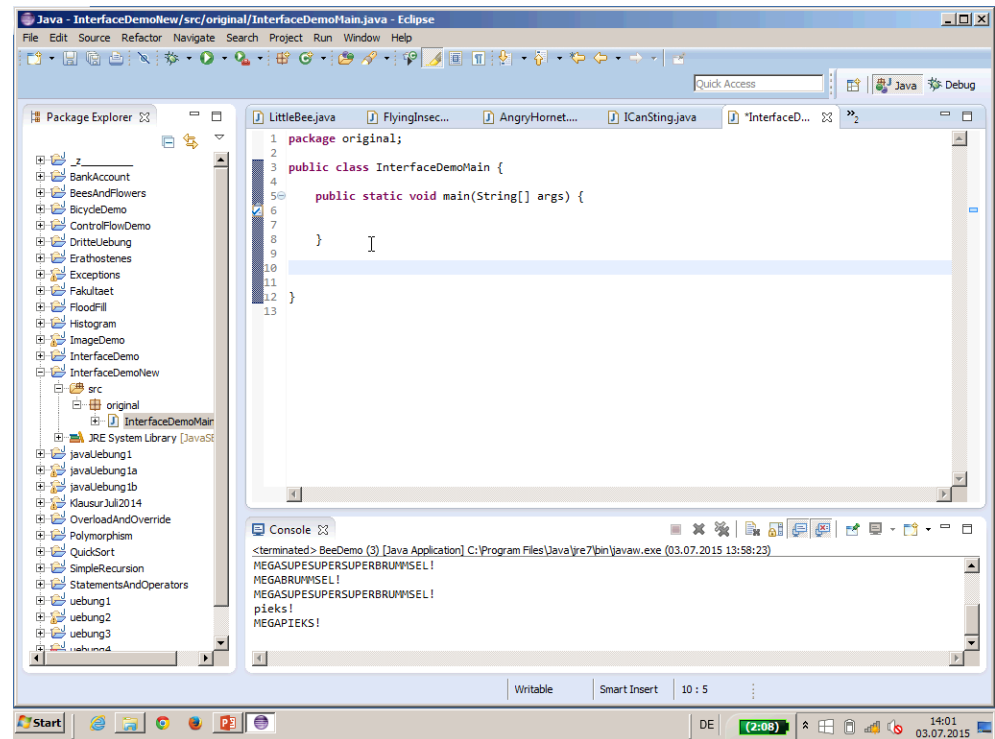 Java - InterfaceDemoNew/src/original/InterfaceDemoMain.java - Eclipse
File Edit Source Refactor Navigate Search Project Run Window Help
Quick Access
Java
Debug
Package Explorer
_z________
BankAccount
BeesAndFlowers
BicycleDemo
ControlFlowDemo
DritteUebung
Erathostenes
Exceptions
Fakultaet
FloodFill
Histogram
ImageDemo
InterfaceDemo
InterfaceDemoNew
src
original
InterfaceDemoMain
JRE System Library [JavaSE
javaUebung1
javaUebung1a
javaUebung1b
KlausurJuli2014
OverloadAndOverride
Polymorphism
QuickSort
SimpleRecursion
StatementsAndOperators
uebung1
uebung2
uebung3
uebung4
LittleBee.java FlyingInsec... AngryHornet.... ICanSting.java *InterfaceD... »2
1 package original;
2
3 public class InterfaceDemoMain {
4
5 public static void main(String[] args) {
6
7
8 }
9
10
11
12 }
13
Console
<terminated> BeeDemo (3) [Java Application] C:\Program Files\Java\jre7\bin\javaw.exe (03.07.2015 13:58:23)
MEGASUPESUPERSUPERBRUMMSEL!
MEGABRUMMSEL!
MEGASUPESUPERSUPERBRUMMSEL!
pieks!
MEGAPIEKS!
Writable Smart Insert 10 : 5
Start
DE
(2:08)
14:01
03.07.2015